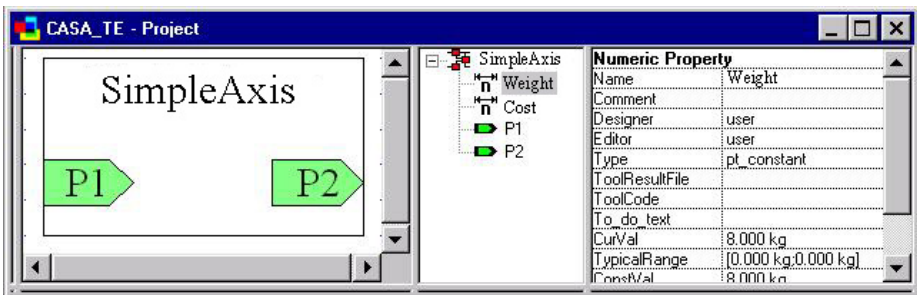 CASA_TE - Project
SimpleAxis
P1
P2
SimpleAxis
n Weight
n Cost
P1
P2
Numeric Property
Name Weight
Comment
Designer user
Editor user
Type pt_constant
ToolResultFile
ToolCode
To_do_text
CurVal 8.000 kg
TypicalRange [0.000 kg;0.000 kg]
ConstVal 8.000 kg